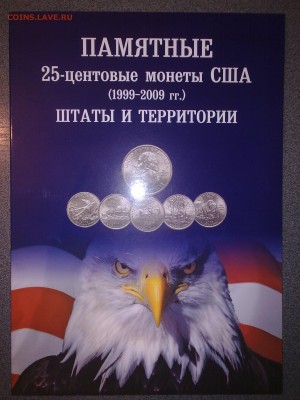 COINS.LAVE.RU
ПАМЯТНЫЕ
25-центовые монеты США
(1999-2009 гг.)
ШТАТЫ И ТЕРРИТОРИИ